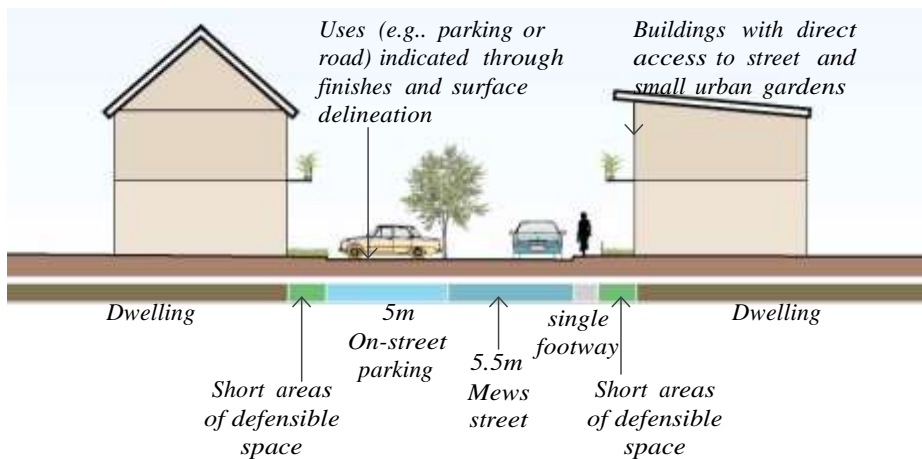 Uses (e.g.. parking or
road) indicated through
finishes and surface
delineation
Buildings with direct
access to street and
small urban gardens
Dwelling
5m
On-street
parking
single
footway
Dwelling
Short areas
of defensible
space
5.5m
Mews
street
Short areas
of defensible
space